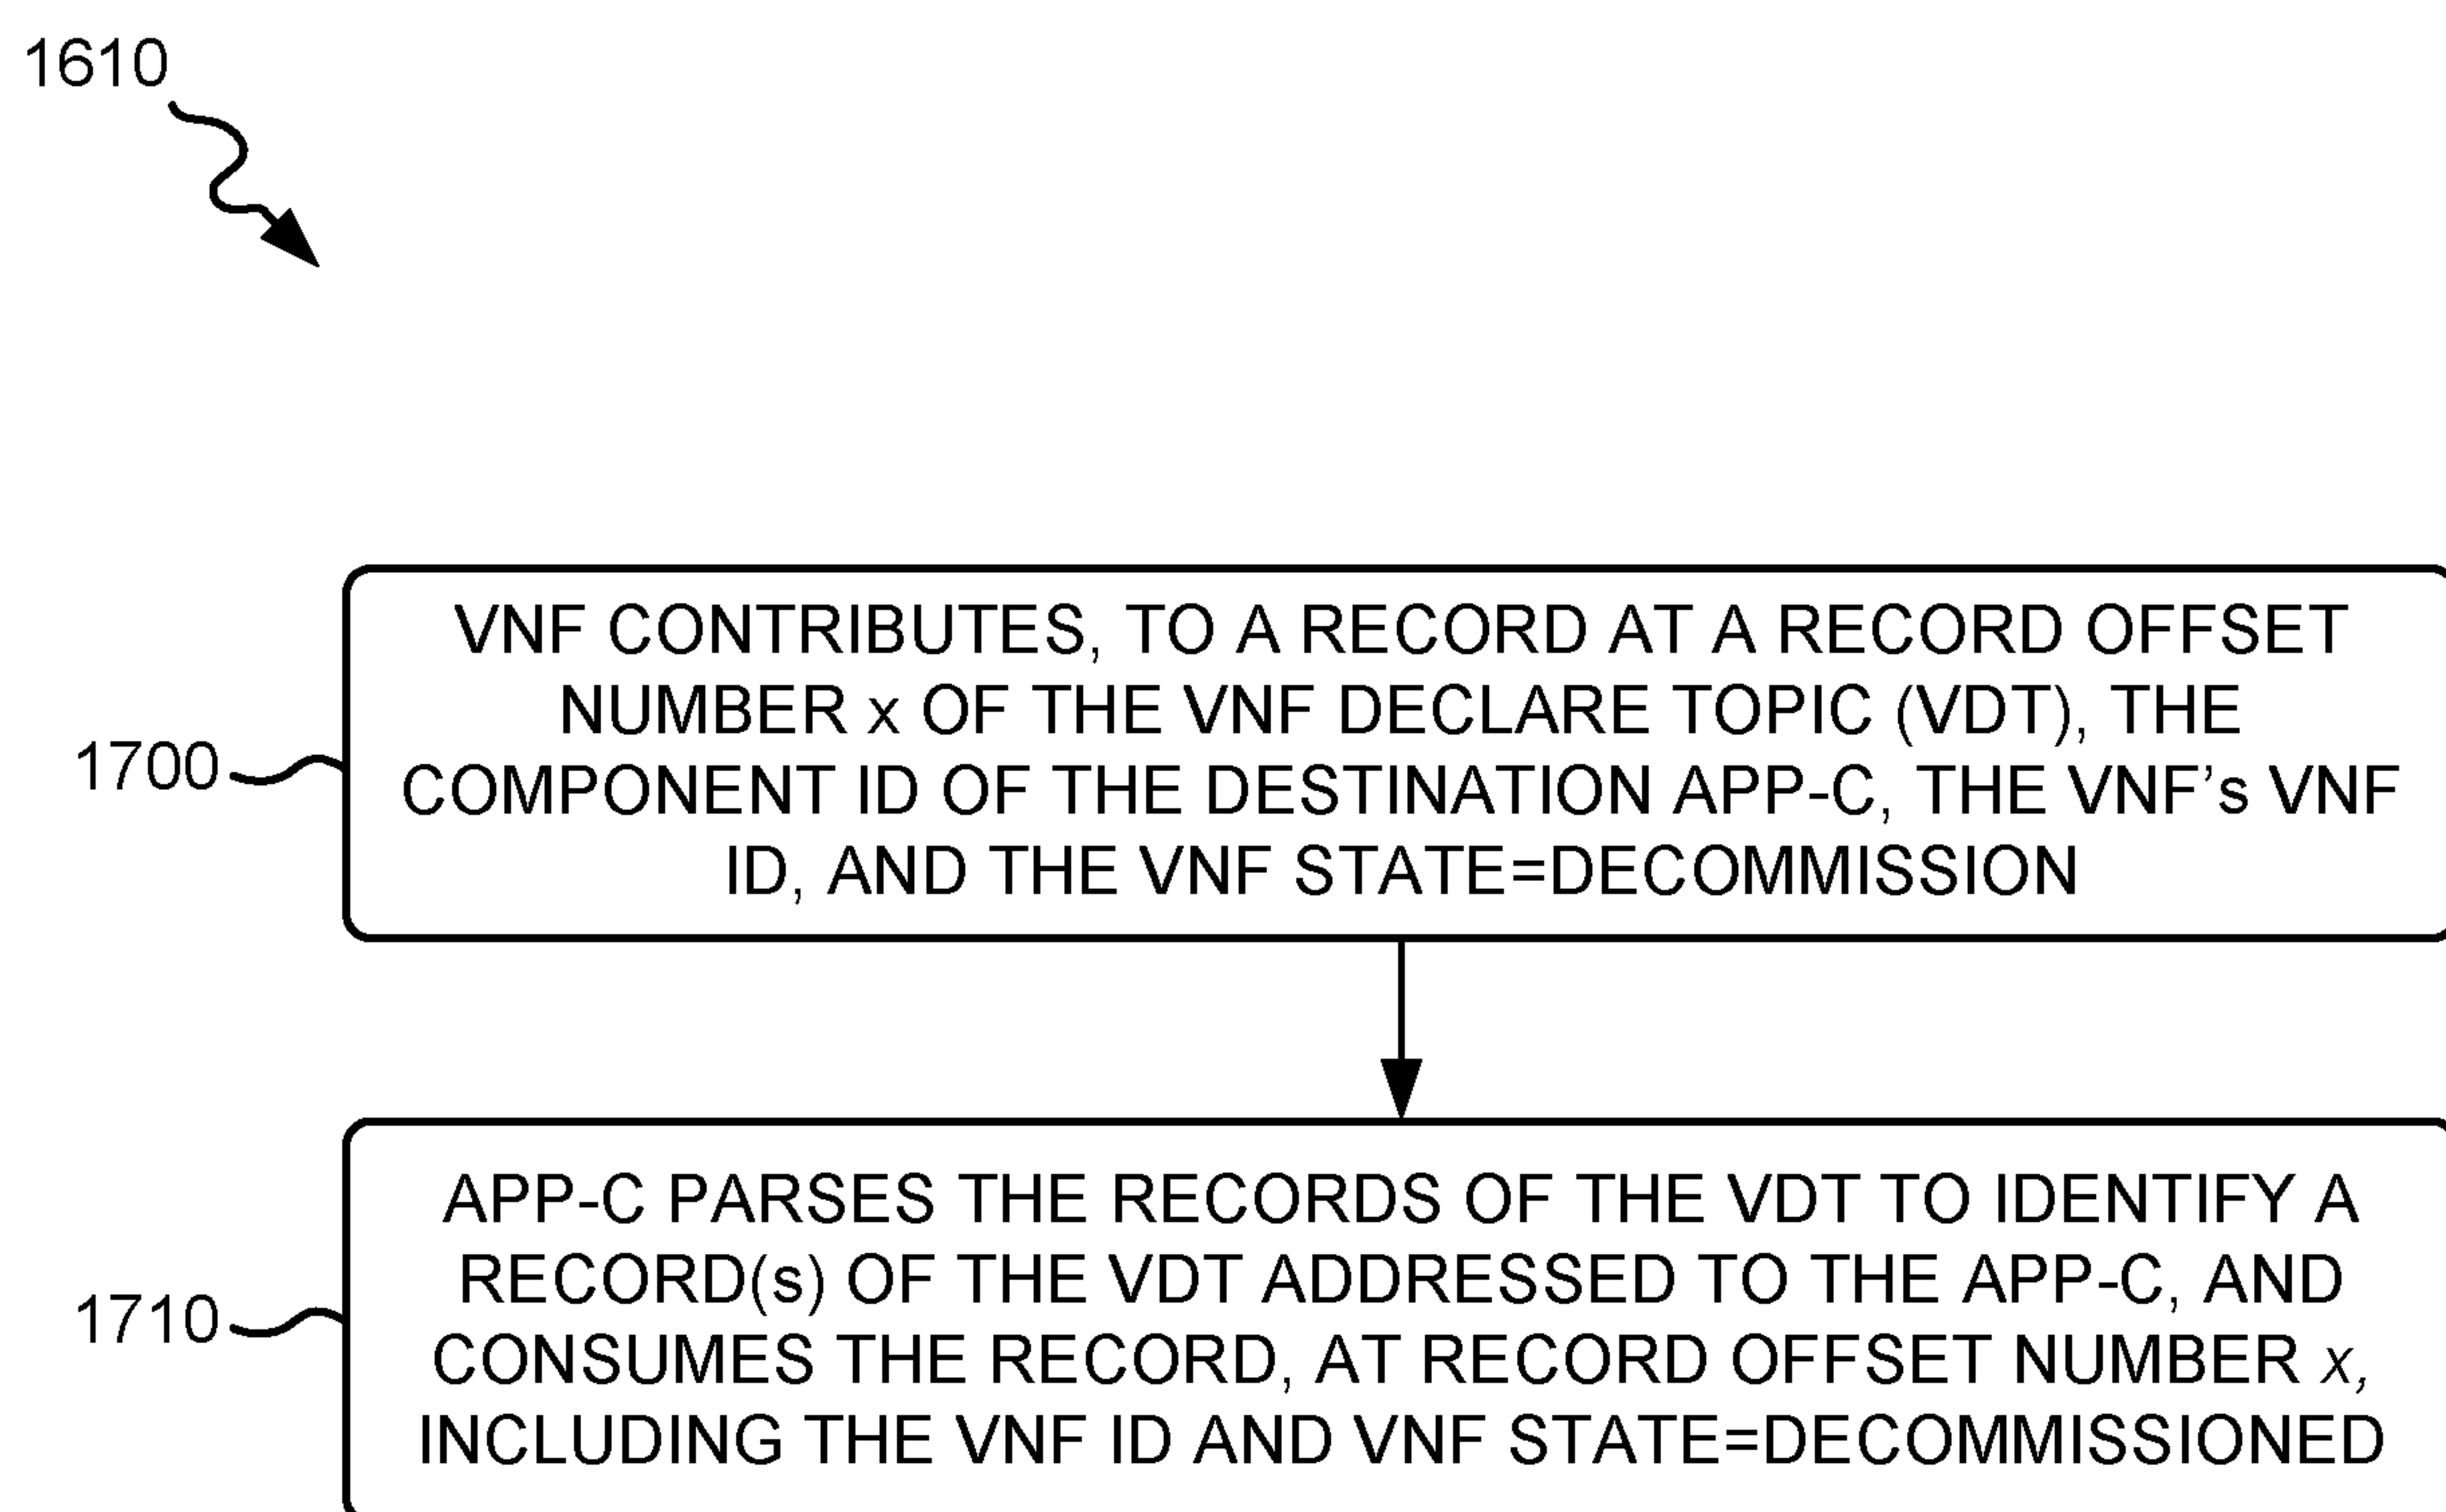 1610
VNF CONTRIBUTES, TO A RECORD AT A RECORD OFFSET
NUMBER x OF THE VNF DECLARE TOPIC (VDT), THE
COMPONENT ID OF THE DESTINATION APP-C, THE VNF’s VNF
ID, AND THE VNF STATE=DECOMMISSION
1700
APP-C PARSES THE RECORDS OF THE VDT TO IDENTIFY A
RECORD(s) OF THE VDT ADDRESSED TO THE APP-C, AND
CONSUMES THE RECORD, AT RECORD OFFSET NUMBER x,
INCLUDING THE VNF ID AND VNF STATE=DECOMMISSIONED
1710